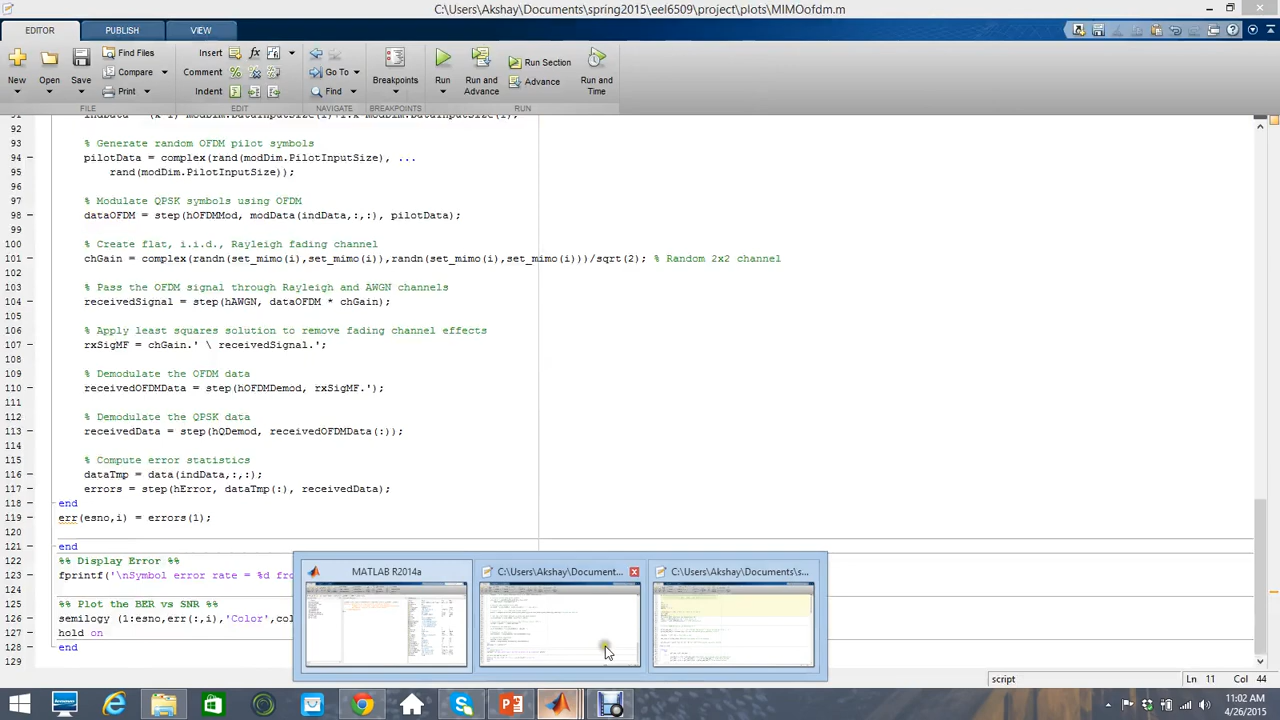 C:\Users\Akshay\Documents\spring2015\eel6509\project\plots\MIMOofdm.m
EDITOR PUBLISH VIEW
New Open Save Find Files Compare Print
Insert Comment Indent
Go To Find
Breakpoints
Run Run and Advance Run Section Advance Run and Time
FILE EDIT NAVIGATE BREAKPOINTS RUN
92
93 % Generate random OFDM pilot symbols
94 pilotData = complex(rand(modDim.PilotInputSize), ...
95 rand(modDim.PilotInputSize));
96
97 % Modulate QPSK symbols using OFDM
98 dataOFDM = step(hOFDMMod, modData(indData,:,:), pilotData);
99
100 % Create flat, i.i.d., Rayleigh fading channel
101 chGain = complex(randn(set_mimo(i),set_mimo(i)),randn(set_mimo(i),set_mimo(i)))/sqrt(2); % Random 2x2 channel
102
103 % Pass the OFDM signal through Rayleigh and AWGN channels
104 receivedSignal = step(hAWGN, dataOFDM * chGain);
105
106 % Apply least squares solution to remove fading channel effects
107 rxSigMF = chGain.' \ receivedSignal.';
108
109 % Demodulate the OFDM data
110 receivedOFDMData = step(hOFDMDemod, rxSigMF.');
111
112 % Demodulate the QPSK data
113 receivedData = step(hQDemod, receivedOFDMData(:));
114
115 % Compute error statistics
116 dataTmp = data(indData,:,:);
117 errors = step(hError, dataTmp(:), receivedData);
118 end
119 err(esno,i) = errors(1);
120
121 end
122 %% Display Error %%
123 fprintf('\nSymbol error rate = %d fro
124
125 %% Plot the BER vs SNR %%
126 semilogy (1:esno,err(:,i),'Color',col
127 hold on
128 end
MATLAB R2014a
C:\Users\Akshay\Document...
C:\Users\Akshay\Documents\s...
script
Ln 11 Col 44
11:02 AM
4/26/2015